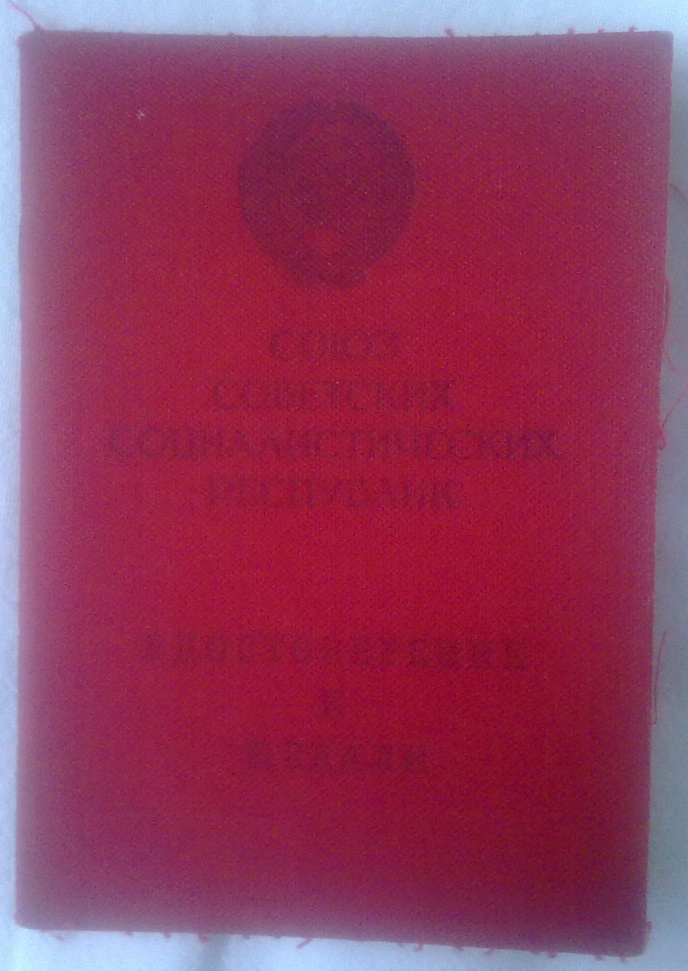 СОЮЗ
СОВЕТСКИХ
СОЦИАЛИСТИЧЕСКИХ
РЕСПУБЛИК
УДОСТОВЕРЕНИЕ
К
МЕДАЛИ